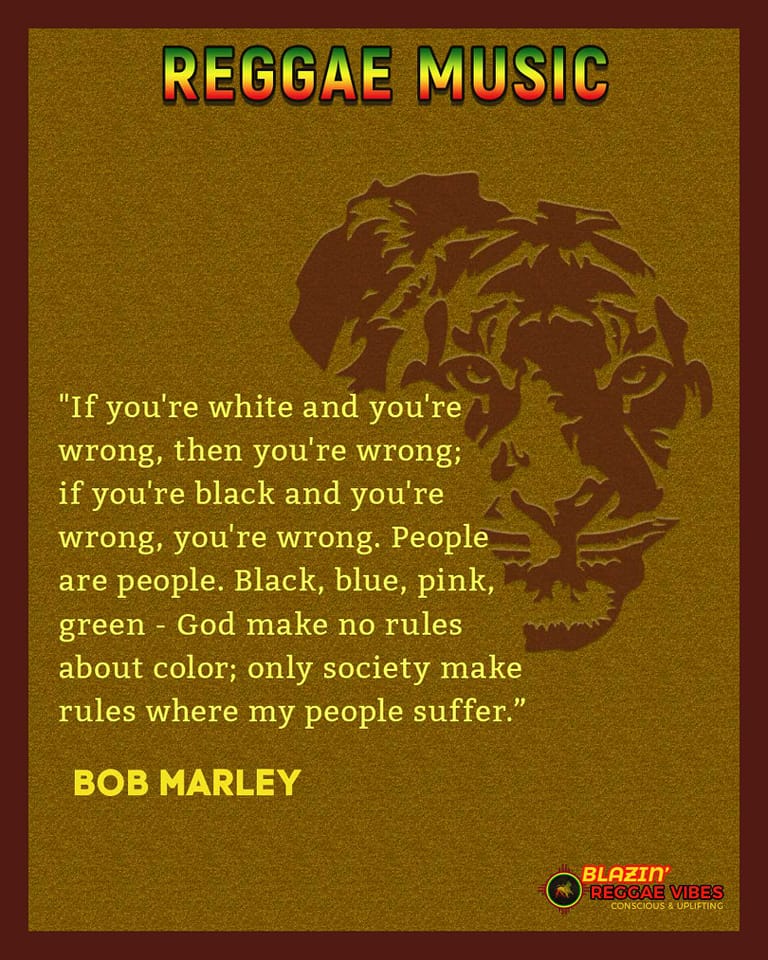 REGGAE MUSIC
"If you're white and you're
wrong, then you're wrong;
if you're black and you're
wrong, you're wrong. People
are people. Black, blue, pink,
green - God make no rules
about color; only society make
rules where my people suffer.”
BOB MARLEY
BLAZIN'
REGGAE VIBES
CONSCIOUS & UPLIFTING